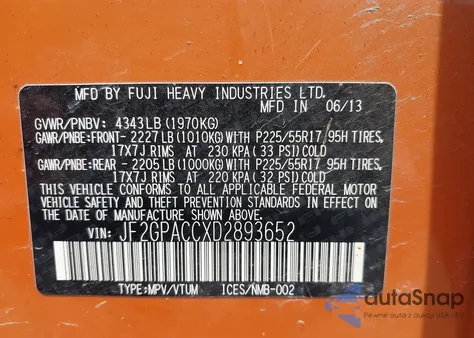 MFD BY FUJI HEAVY INDUSTRIES LTD.
MFD IN 06/13
GVWR/PNBV: 4343LB(1970KG)
GAWR/PNBE:FRONT- 2227LB(1010KG)WITH P225/55R17 95H TIRES,
17X7J RIMS AT 230 KPA(33 PSI)COLD
GAWR/PNBE:REAR - 2205LB(1000KG)WITH P225/55R17 95H TIRES,
17X7J RIMS AT 220 KPA(32 PSI)COLD
THIS VEHICLE CONFORMS TO ALL APPLICABLE FEDERAL MOTOR
VEHICLE SAFETY AND THEFT PREVENTION STANDARDS IN EFFECT ON
THE DATE OF MANUFACTURE SHOWN ABOVE.
VIN: JF2GPACCXD2893652
TYPE:MPV/VTUM ICES/NMB-002
autoSnap
Pewne auta z USA i EU